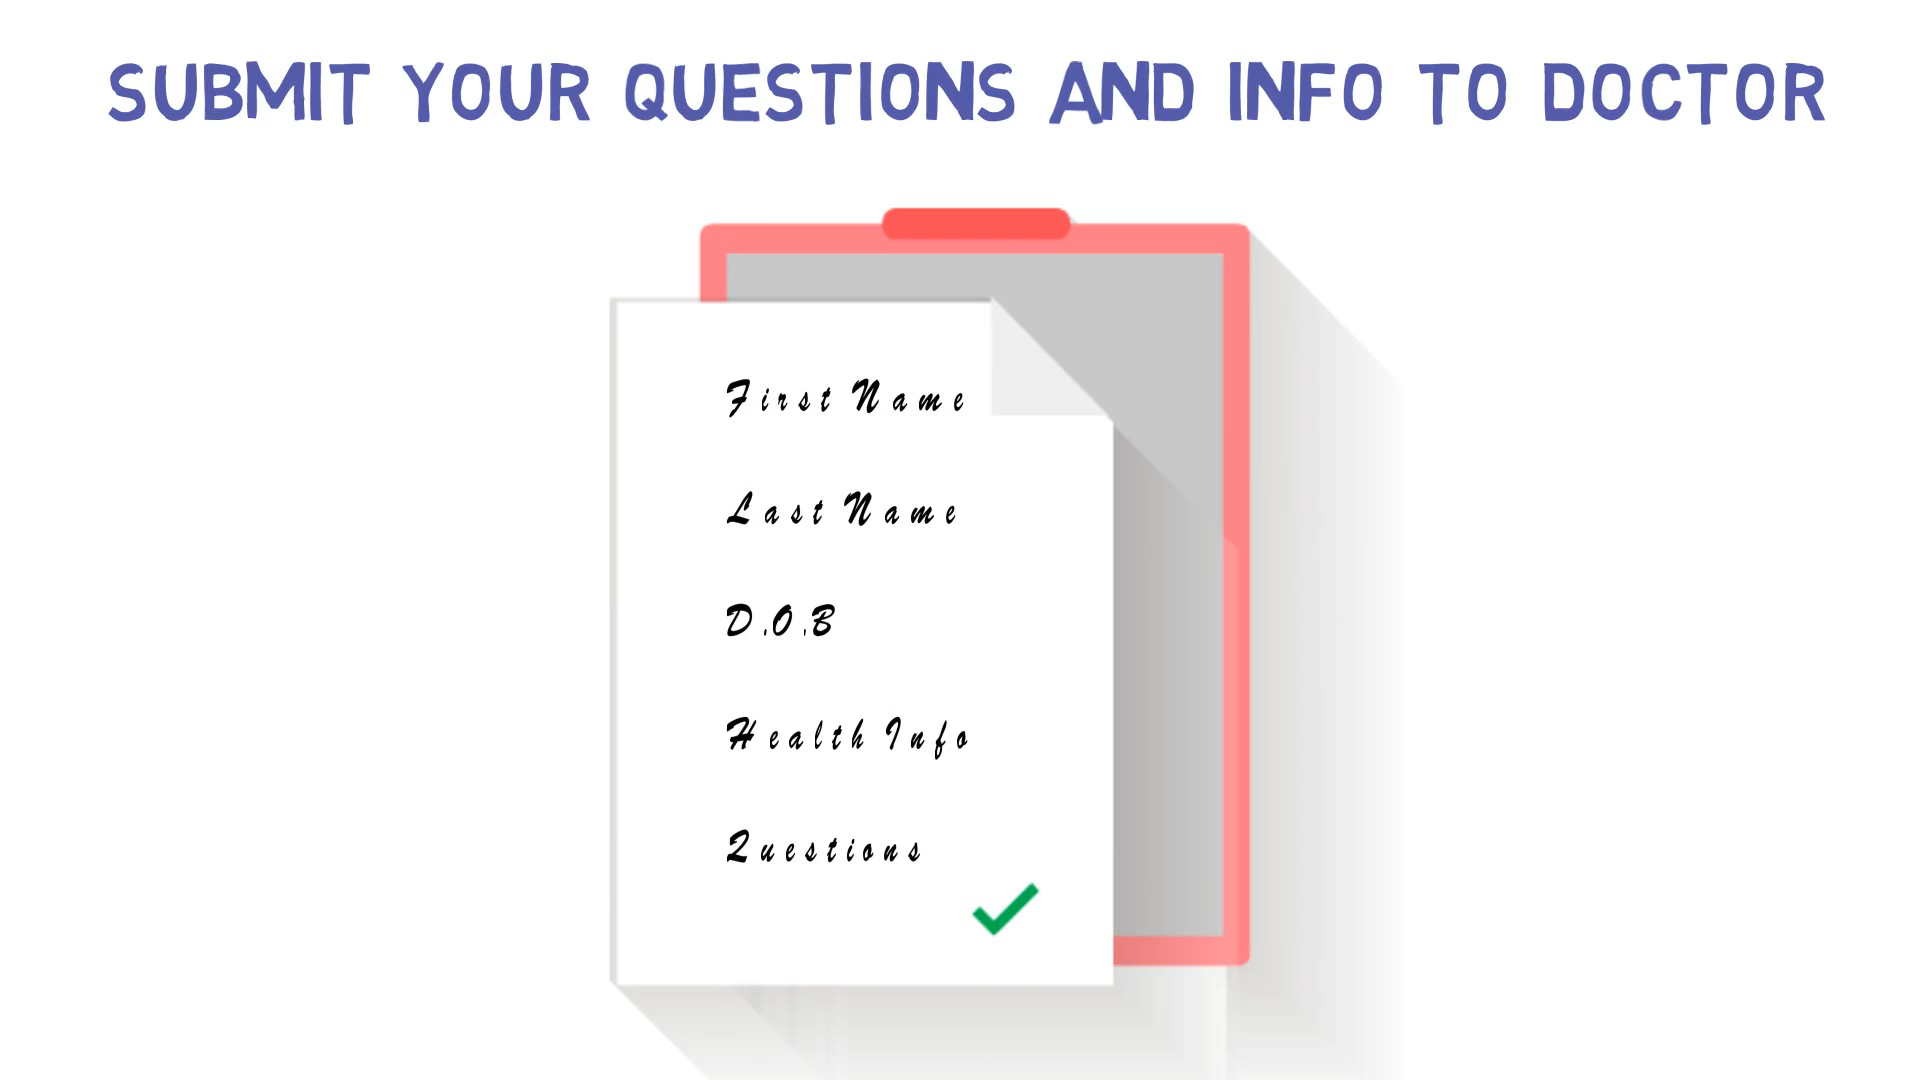 SUBMIT YOUR QUESTIONS AND INFO TO DOCTOR
First Name
Last Name
D.O.B
Health Info
Questions